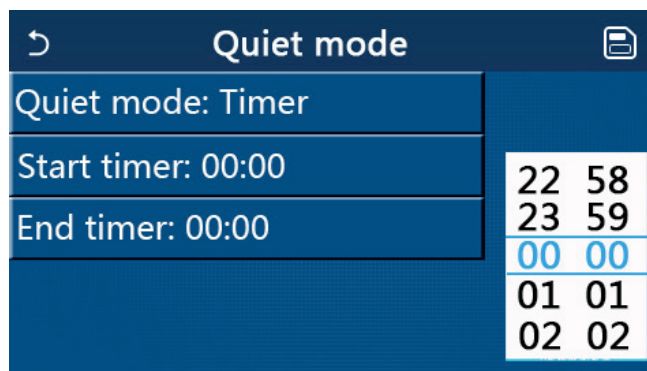 Quiet mode
Quiet mode: Timer
Start timer: 00:00
End timer: 00:00
22 58
23 59
00 00
01 01
02 02